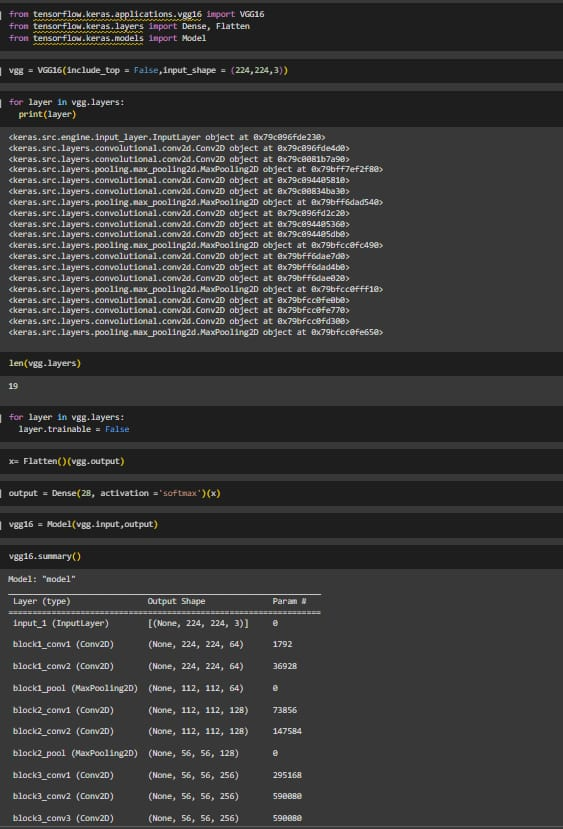 from tensorflow.keras.applications.vgg16 import VGG16
from tensorflow.keras.layers import Dense, Flatten
from tensorflow.keras.models import Model
vgg = VGG16(include_top = False,input_shape = (224,224,3))
for layer in vgg.layers:
  print(layer)
<keras.src.engine.input_layer.InputLayer object at 0x79c096fde230>
<keras.src.layers.convolutional.conv2d.Conv2D object at 0x79c096fde4d0>
<keras.src.layers.convolutional.conv2d.Conv2D object at 0x79c0081b7a90>
<keras.src.layers.pooling.max_pooling2d.MaxPooling2D object at 0x79bff7ef2f80>
<keras.src.layers.convolutional.conv2d.Conv2D object at 0x79c094405810>
<keras.src.layers.convolutional.conv2d.Conv2D object at 0x79c00834ba30>
<keras.src.layers.pooling.max_pooling2d.MaxPooling2D object at 0x79bff6dad540>
<keras.src.layers.convolutional.conv2d.Conv2D object at 0x79c096fd2c20>
<keras.src.layers.convolutional.conv2d.Conv2D object at 0x79c094405360>
<keras.src.layers.convolutional.conv2d.Conv2D object at 0x79c094405db0>
<keras.src.layers.pooling.max_pooling2d.MaxPooling2D object at 0x79bfcc0fc490>
<keras.src.layers.convolutional.conv2d.Conv2D object at 0x79bff6dae7d0>
<keras.src.layers.convolutional.conv2d.Conv2D object at 0x79bff6dad4b0>
<keras.src.layers.convolutional.conv2d.Conv2D object at 0x79bff6dae020>
<keras.src.layers.pooling.max_pooling2d.MaxPooling2D object at 0x79bfcc0fff10>
<keras.src.layers.convolutional.conv2d.Conv2D object at 0x79bfcc0fe0b0>
<keras.src.layers.convolutional.conv2d.Conv2D object at 0x79bfcc0fe770>
<keras.src.layers.convolutional.conv2d.Conv2D object at 0x79bfcc0fd300>
<keras.src.layers.pooling.max_pooling2d.MaxPooling2D object at 0x79bfcc0fe650>
len(vgg.layers)
19
for layer in vgg.layers:
  layer.trainable = False
x= Flatten()(vgg.output)
output = Dense(28, activation ='softmax')(x)
vgg16 = Model(vgg.input,output)
vgg16.summary()
Model: "model"
Layer (type) Output Shape Param #
input_1 (InputLayer) [(None, 224, 224, 3)] 0
block1_conv1 (Conv2D) (None, 224, 224, 64) 1792
block1_conv2 (Conv2D) (None, 224, 224, 64) 36928
block1_pool (MaxPooling2D) (None, 112, 112, 64) 0
block2_conv1 (Conv2D) (None, 112, 112, 128) 73856
block2_conv2 (Conv2D) (None, 112, 112, 128) 147584
block2_pool (MaxPooling2D) (None, 56, 56, 128) 0
block3_conv1 (Conv2D) (None, 56, 56, 256) 295168
block3_conv2 (Conv2D) (None, 56, 56, 256) 590080
block3_conv3 (Conv2D) (None, 56, 56, 256) 590080